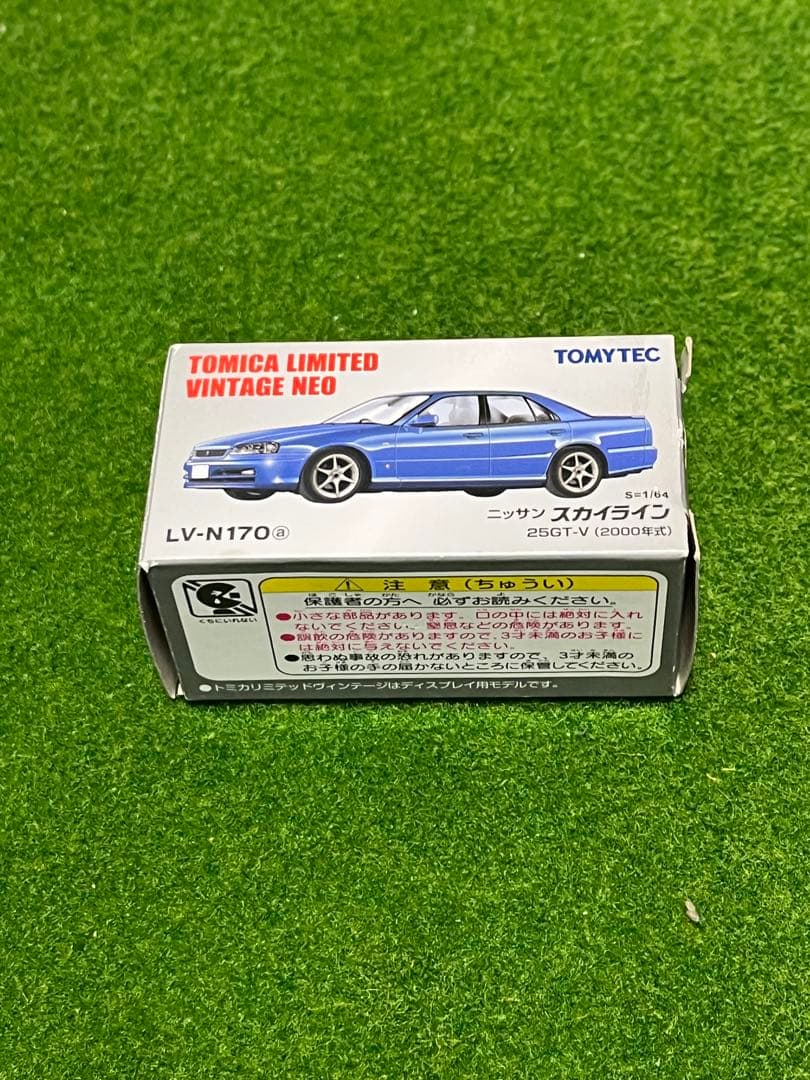 TOMICA LIMITED
VINTAGE NEO
TOMYTEC
S=1/64
ニッサン スカイライン
25GT-V (2000年式)
LV-N170ⓐ
注 意 (ちゅうい)
くちにいれない
保護者の方へ 必ずお読みください。
●小さな部品があります。口の中には絶対に入れ
ないでください。窒息などの危険があります。
●誤飲の危険がありますので、3才未満のお子様に
は絶対に与えないでください。
●思わぬ事故の恐れがありますので、3才未満の
お子様の手の届かないところに保管してください。
●トミカリミテッドヴィンテージはディスプレイ用モデルです。